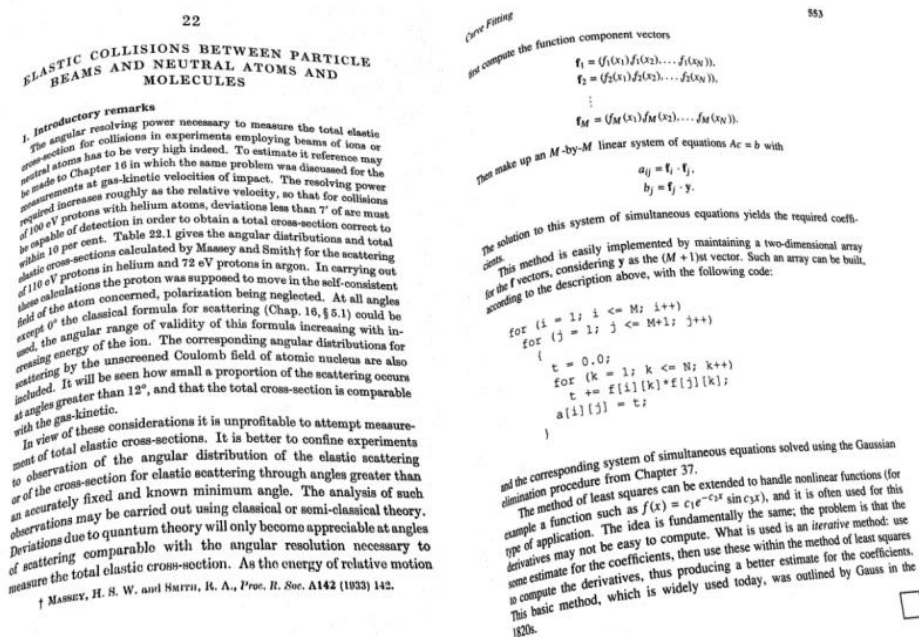 22
ELASTIC COLLISIONS BETWEEN PARTICLE
BEAMS AND NEUTRAL ATOMS AND
MOLECULES
1. Introductory remarks
The angular resolving power necessary to measure the total elastic
cross-section for collisions in experiments employing beams of ions or
neutral atoms has to be very high indeed. To estimate it reference may
be made to Chapter 16 in which the same problem was discussed for the
measurements at gas-kinetic velocities of impact. The resolving power
required increases roughly as the relative velocity, so that for collisions
of 100 eV protons with helium atoms, deviations less than 7′ of arc must
be capable of detection in order to obtain a total cross-section correct to
within 10 per cent. Table 22.1 gives the angular distributions and total
elastic cross-sections calculated by Massey and Smith† for the scattering
of 110 eV protons in helium and 72 eV protons in argon. In carrying out
these calculations the proton was supposed to move in the self-consistent
field of the atom concerned, polarization being neglected. At all angles
except 0° the classical formula for scattering (Chap. 16, § 5.1) could be
used, the angular range of validity of this formula increasing with in-
creasing energy of the ion. The corresponding angular distributions for
scattering by the unscreened Coulomb field of atomic nucleus are also
included. It will be seen how small a proportion of the scattering occurs
at angles greater than 12°, and that the total cross-section is comparable
with the gas-kinetic.
In view of these considerations it is unprofitable to attempt measure-
ment of total elastic cross-sections. It is better to confine experiments
to observation of the angular distribution of the elastic scattering
or of the cross-section for elastic scattering through angles greater than
an accurately fixed and known minimum angle. The analysis of such
observations may be carried out using classical or semi-classical theory.
Deviations due to quantum theory will only become appreciable at angles
of scattering comparable with the angular resolution necessary to
measure the total elastic cross-section. As the energy of relative motion
† MASSEY, H. S. W. and SMITH, R. A., Proc. R. Soc. A142 (1933) 142.
Curve Fitting
553
first compute the function component vectors
f₁ = (f₁(x₁),f₁(x₂),...,f₁(x_N)),
f₂ = (f₂(x₁),f₂(x₂),...,f₂(x_N)),
⋮
f_M = (f_M(x₁),f_M(x₂),...,f_M(x_N)).
Then make up an M-by-M linear system of equations Ac = b with
a_ij = f_i · f_j,
b_j = f_j · y.
The solution to this system of simultaneous equations yields the required coeffi-
cients.
This method is easily implemented by maintaining a two-dimensional array
for the f vectors, considering y as the (M + 1)st vector. Such an array can be built,
according to the description above, with the following code:
for (i = 1; i <= M; i++)
for (j = 1; j <= M+1; j++)
{
t = 0.0;
for (k = 1; k <= N; k++)
t += f[i][k]*f[j][k];
a[i][j] = t;
}
and the corresponding system of simultaneous equations solved using the Gaussian
elimination procedure from Chapter 37.
The method of least squares can be extended to handle nonlinear functions (for
example a function such as f(x) = c₁e^{-c₂x} sin c₃x), and it is often used for this
type of application. The idea is fundamentally the same; the problem is that the
derivatives may not be easy to compute. What is used is an iterative method: use
some estimate for the coefficients, then use these within the method of least squares
to compute the derivatives, thus producing a better estimate for the coefficients.
This basic method, which is widely used today, was outlined by Gauss in the
1820s.